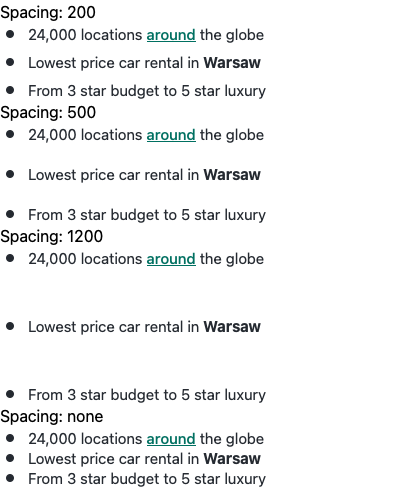 Spacing: 200
• 24,000 locations around the globe
• Lowest price car rental in Warsaw
• From 3 star budget to 5 star luxury
Spacing: 500
• 24,000 locations around the globe
• Lowest price car rental in Warsaw
• From 3 star budget to 5 star luxury
Spacing: 1200
• 24,000 locations around the globe
• Lowest price car rental in Warsaw
• From 3 star budget to 5 star luxury
Spacing: none
• 24,000 locations around the globe
• Lowest price car rental in Warsaw
• From 3 star budget to 5 star luxury